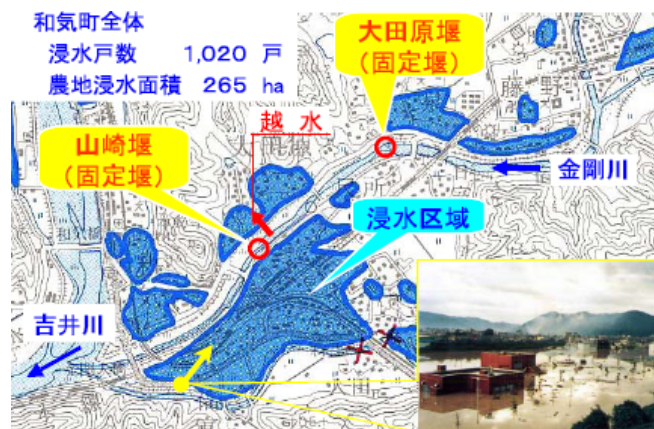 和気町全体
浸水戸数 1,020 戸
農地浸水面積 265 ha
大田原堰
(固定堰)
藤野
越 水
山崎堰
(固定堰)
金剛川
浸水区域
吉井川